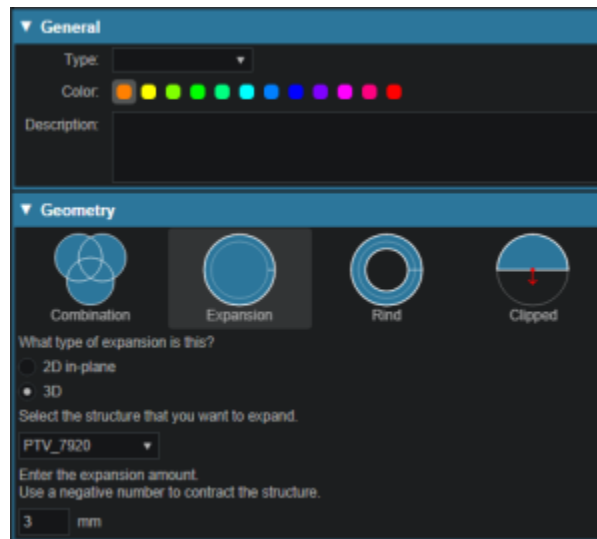 ▼ General
Type:
Color:
Description:
▼ Geometry
Combination Expansion Rind Clipped
What type of expansion is this?
2D in-plane
3D
Select the structure that you want to expand.
PTV_7920
Enter the expansion amount.
Use a negative number to contract the structure.
3 mm